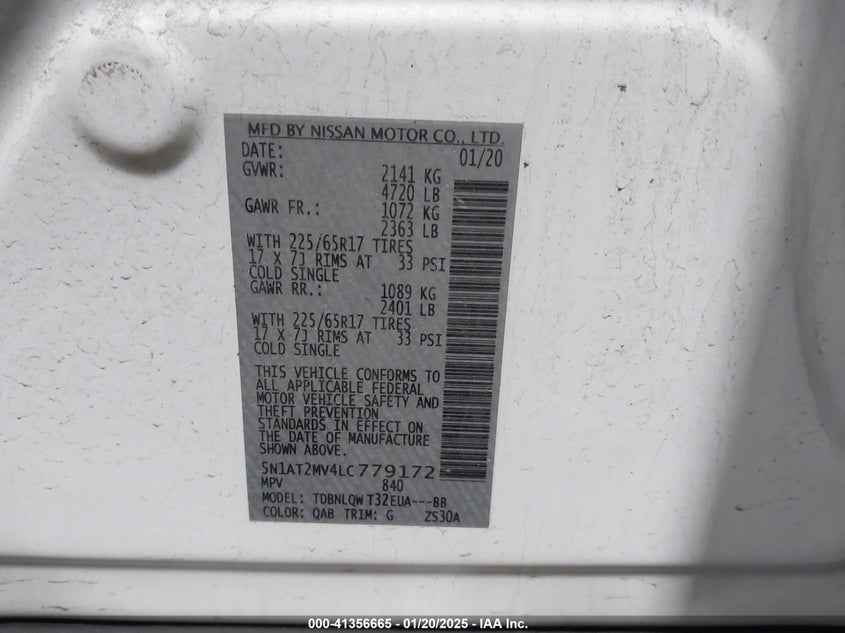 MFD BY NISSAN MOTOR CO., LTD.
DATE: 01/20
GVWR: 2141 KG
4720 LB
GAWR FR.: 1072 KG
2363 LB
WITH 225/65R17 TIRES
17 X 7J RIMS AT 33 PSI
COLD SINGLE
GAWR RR.: 1089 KG
2401 LB
WITH 225/65R17 TIRES
17 X 7J RIMS AT 33 PSI
COLD SINGLE
THIS VEHICLE CONFORMS TO
ALL APPLICABLE FEDERAL
MOTOR VEHICLE SAFETY AND
THEFT PREVENTION
STANDARDS IN EFFECT ON
THE DATE OF MANUFACTURE
SHOWN ABOVE.
5N1AT2MV4LC779172
MPV 840
MODEL: TDBNLQW T32EUA---BB
COLOR: QAB TRIM: G ZS30A
000-41356665 - 01/20/2025 - IAA Inc.